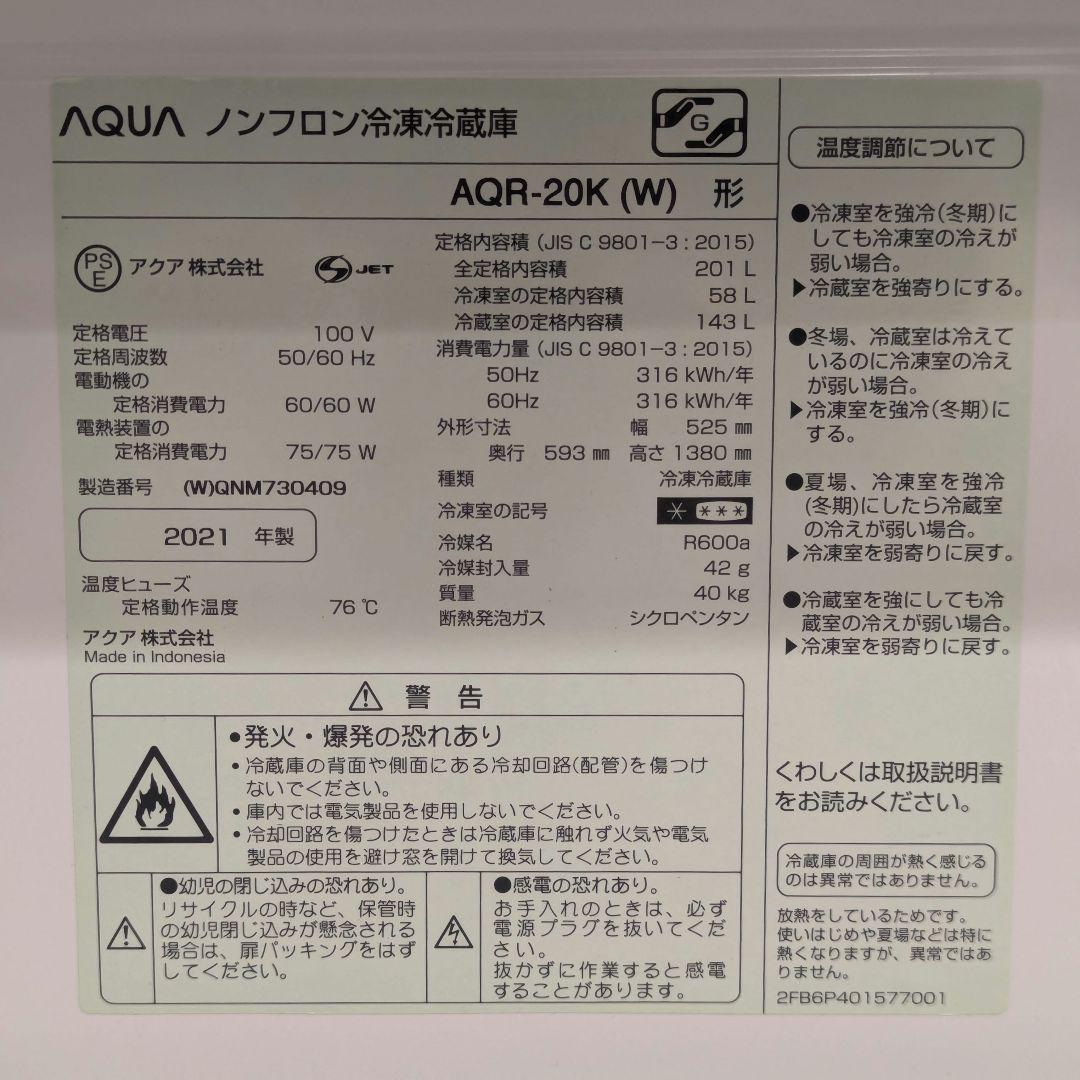 AQUA ノンフロン冷凍冷蔵庫
G
AQR-20K (W) 形
PS
E
アクア 株式会社
S JET
定格電圧 100 V
定格周波数 50/60 Hz
電動機の
定格消費電力 60/60 W
電熱装置の
定格消費電力 75/75 W
製造番号 (W)QNM730409
2021 年製
温度ヒューズ
定格動作温度 76 ℃
アクア 株式会社
Made in Indonesia
定格内容積 (JIS C 9801-3 : 2015)
全定格内容積 201 L
冷凍室の定格内容積 58 L
冷蔵室の定格内容積 143 L
消費電力量 (JIS C 9801-3 : 2015)
50Hz 316 kWh/年
60Hz 316 kWh/年
外形寸法 幅 525 ㎜
奥行 593 ㎜ 高さ 1380 ㎜
種類 冷凍冷蔵庫
冷凍室の記号
冷媒名 R600a
冷媒封入量 42 g
質量 40 kg
断熱発泡ガス シクロペンタン
警 告
●発火・爆発の恐れあり
・冷蔵庫の背面や側面にある冷却回路(配管)を傷つけ
ないでください。
・庫内では電気製品を使用しないでください。
・冷却回路を傷つけたときは冷蔵庫に触れず火気や電気
製品の使用を避け窓を開けて換気してください。
●幼児の閉じ込みの恐れあり。
リサイクルの時など、保管時
の幼児閉じ込みが懸念される
場合は、扉パッキングをはず
してください。
●感電の恐れあり。
お手入れのときは、必ず
電源プラグを抜いてくだ
さい。
抜かずに作業すると感電
することがあります。
温度調節について
●冷凍室を強冷(冬期)に
しても冷凍室の冷えが
弱い場合。
▶冷蔵室を強寄りにする。
●冬場、冷蔵室は冷えて
いるのに冷凍室の冷え
が弱い場合。
▶冷凍室を強冷(冬期)に
する。
●夏場、冷凍室を強冷
(冬期)にしたら冷蔵室
の冷えが弱い場合。
▶冷凍室を弱寄りに戻す。
●冷蔵室を強にしても冷
蔵室の冷えが弱い場合。
▶冷凍室を弱寄りに戻す。
くわしくは取扱説明書
をお読みください。
冷蔵庫の周囲が熱く感じる
のは異常ではありません。
放熱をしているためです。
使いはじめや夏場などは特に
熱くなりますが、異常ではあ
りません。
2FB6P401577001